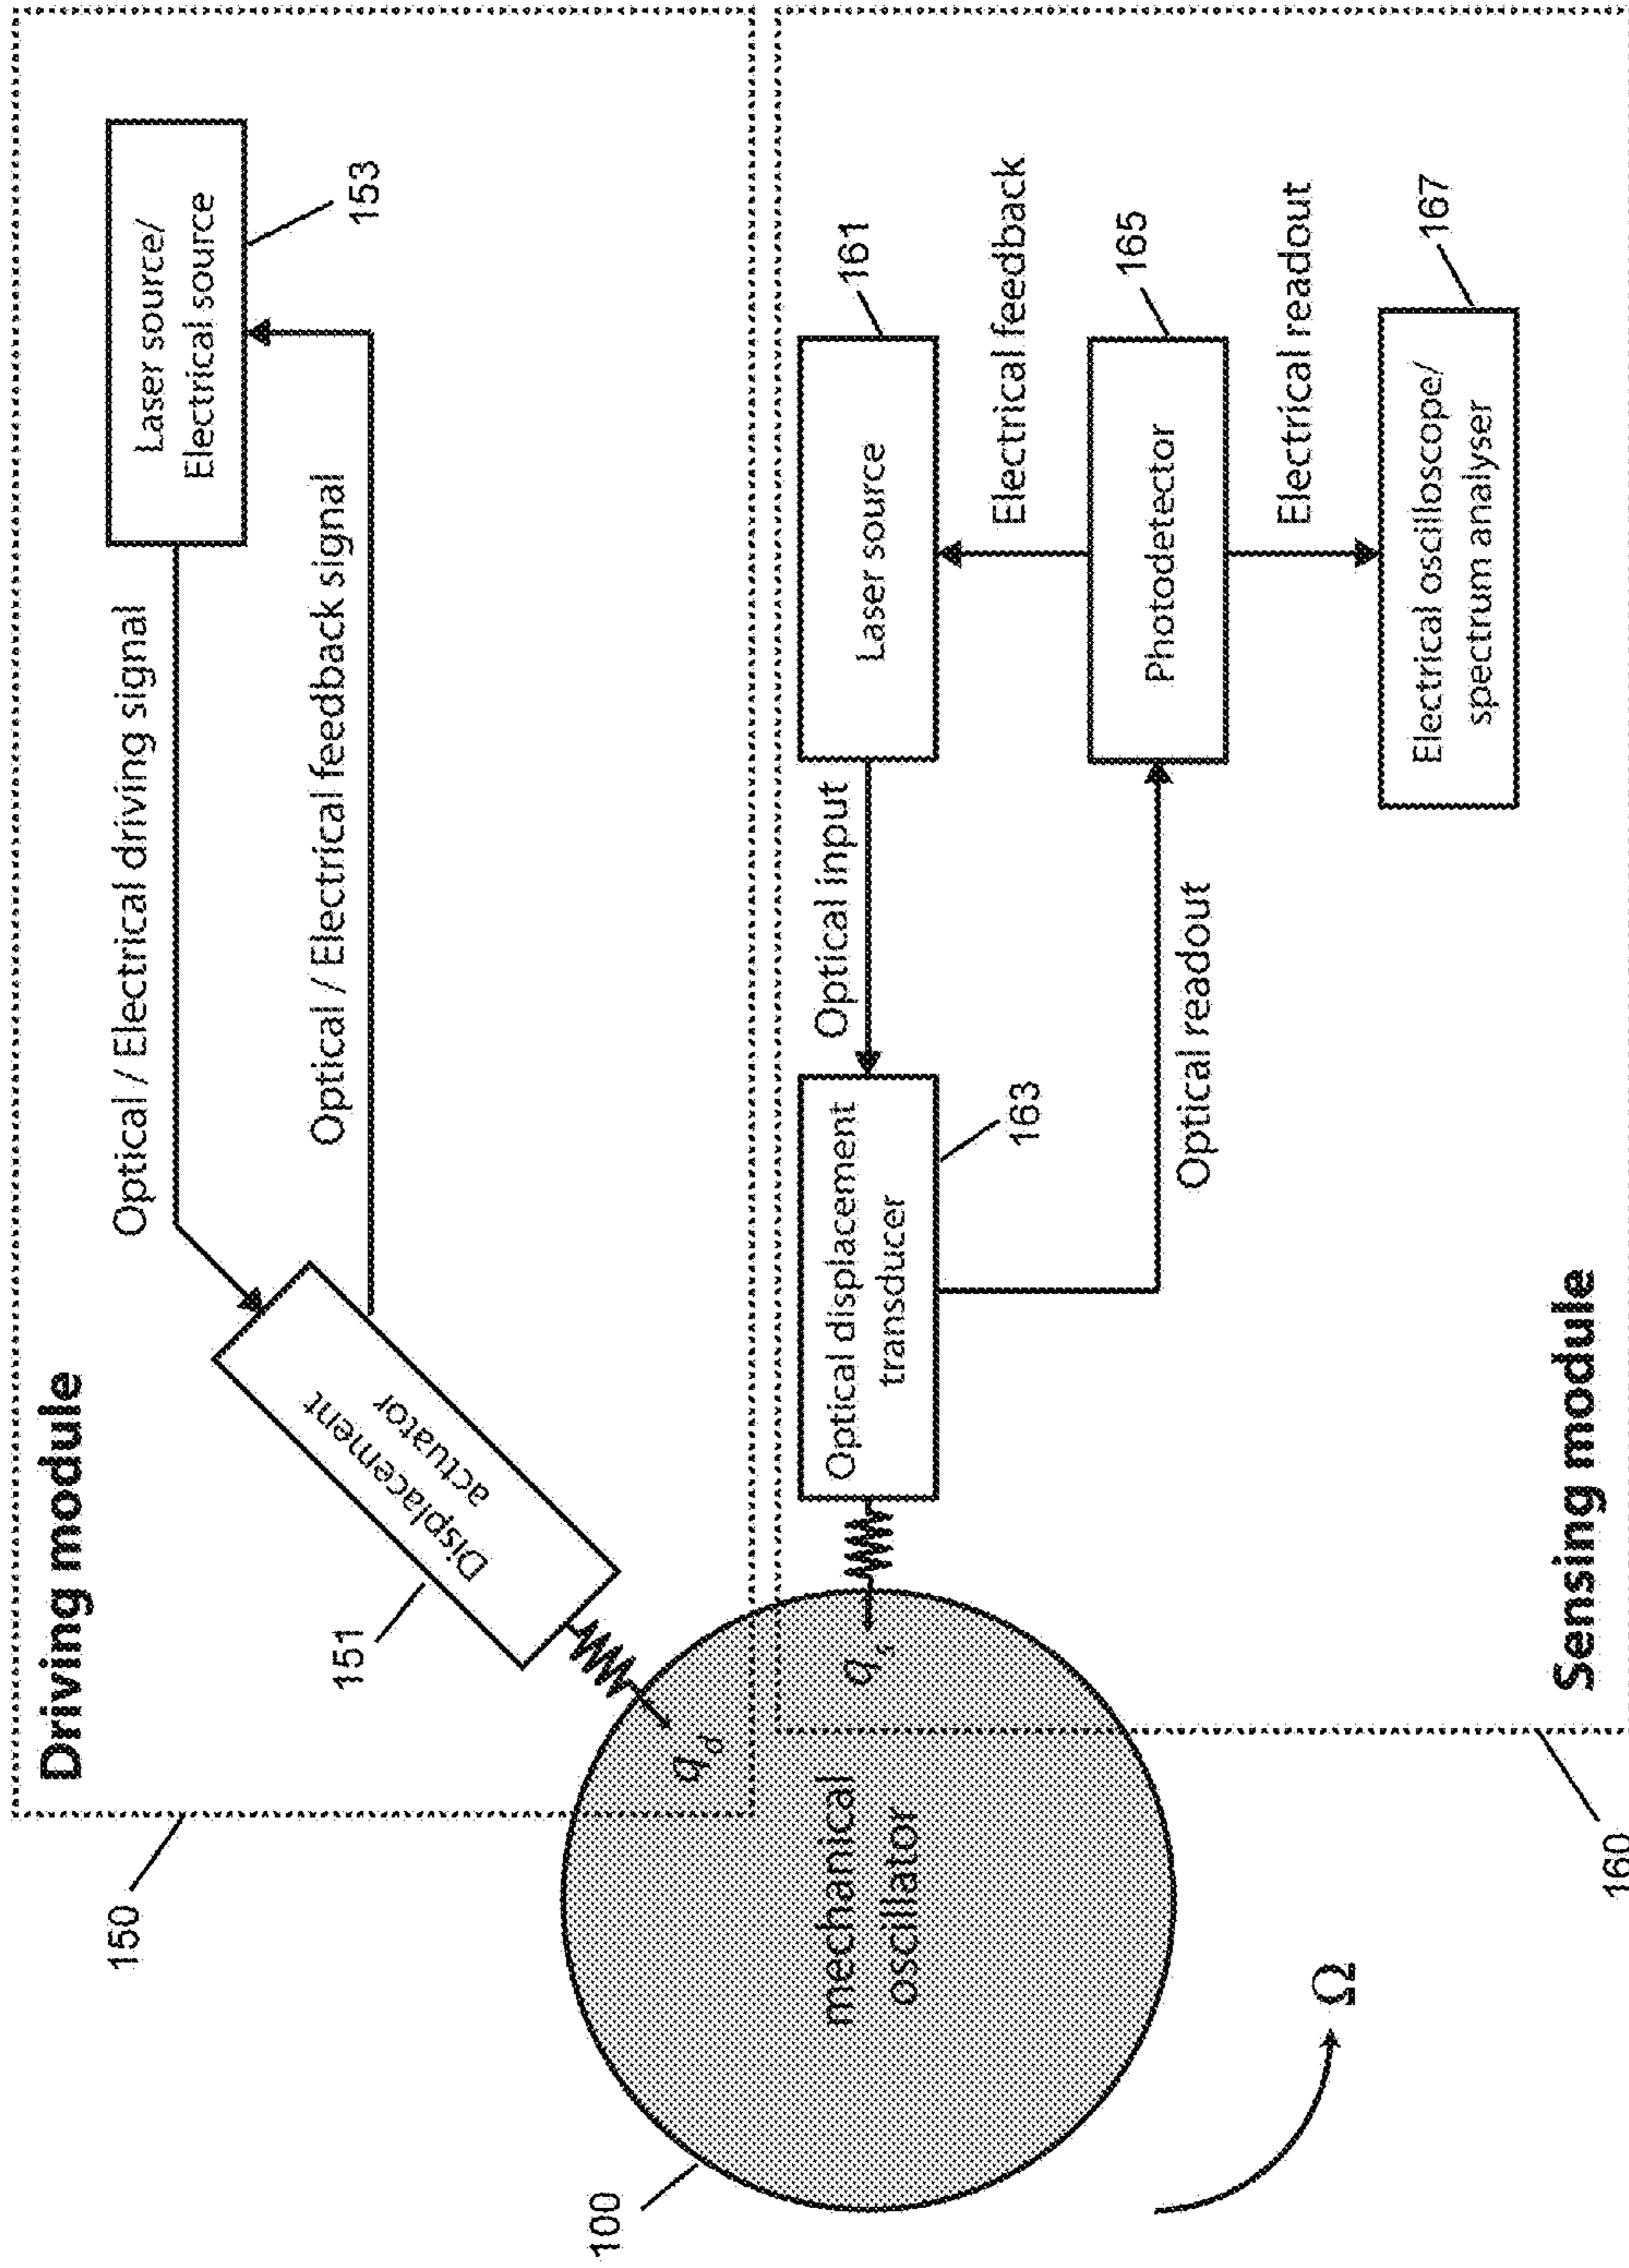 Driving module
150
151
Displacement
actuator
Optical / Electrical driving signal
Optical / Electrical feedback signal
Laser source/
Electrical source
153
q_d
100
mechanical
oscillator
q_s
Ω
Optical displacement
transducer
163
Optical input
Laser source
161
Electrical feedback
Optical readout
Photodetector
165
Electrical readout
Electrical oscilloscope/
spectrum analyser
167
Sensing module
160